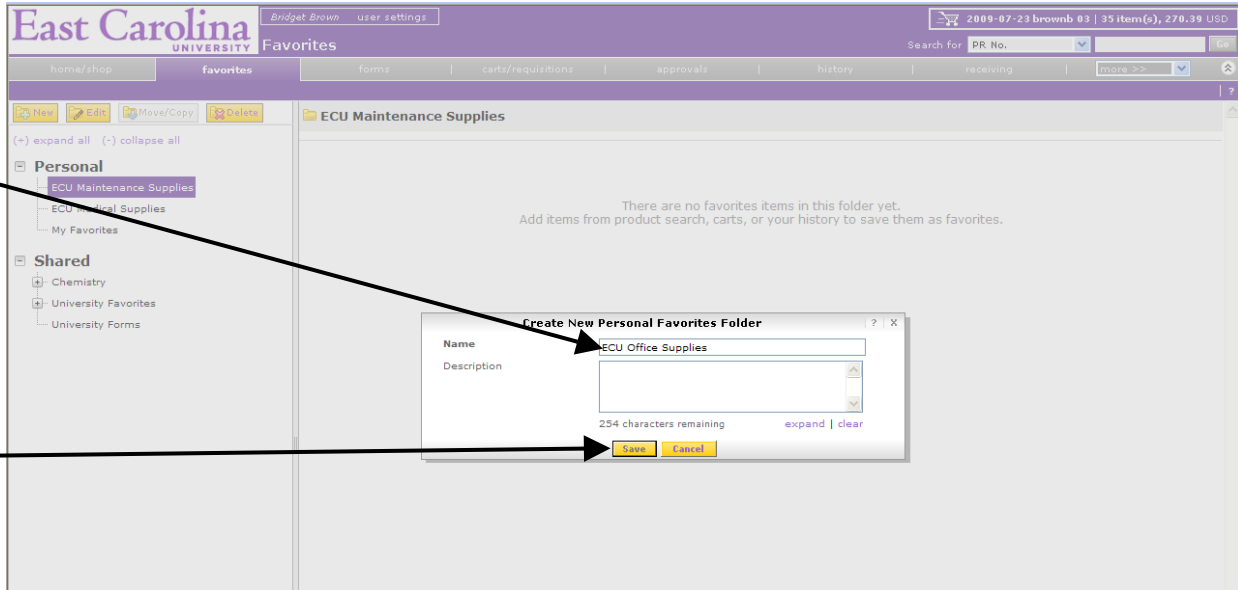 East Carolina
UNIVERSITY
Bridget Brown user settings
Favorites
2009-07-23 brownb 03 | 35 item(s), 270.39 USD
Search for PR No. Go
home/shop favorites forms | carts/requisitions | approvals | history | receiving | more >>
| ?
New Edit Move/Copy Delete
(+) expand all (-) collapse all
Personal
ECU Maintenance Supplies
ECU Medical Supplies
My Favorites
Shared
Chemistry
University Favorites
University Forms
ECU Maintenance Supplies
There are no favorites items in this folder yet.
Add items from product search, carts, or your history to save them as favorites.
Create New Personal Favorites Folder ? X
Name ECU Office Supplies
Description
254 characters remaining expand | clear
Save Cancel